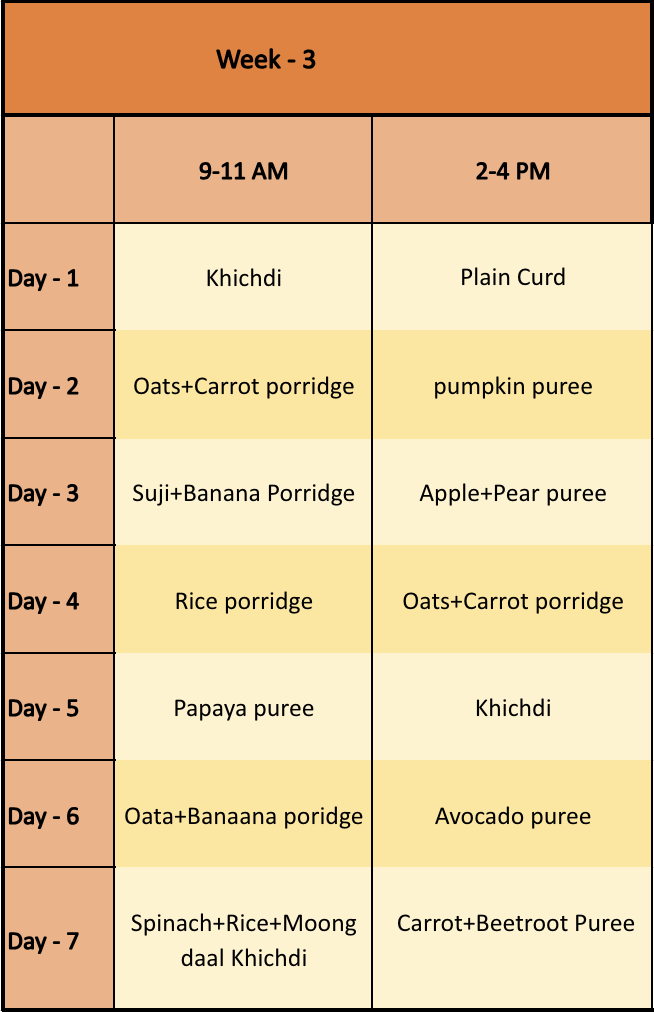 Week - 3
9-11 AM 2-4 PM
Day - 1 Khichdi Plain Curd
Day - 2 Oats+Carrot porridge pumpkin puree
Day - 3 Suji+Banana Porridge Apple+Pear puree
Day - 4 Rice porridge Oats+Carrot porridge
Day - 5 Papaya puree Khichdi
Day - 6 Oata+Banaana poridge Avocado puree
Day - 7 Spinach+Rice+Moong Carrot+Beetroot Puree
daal Khichdi